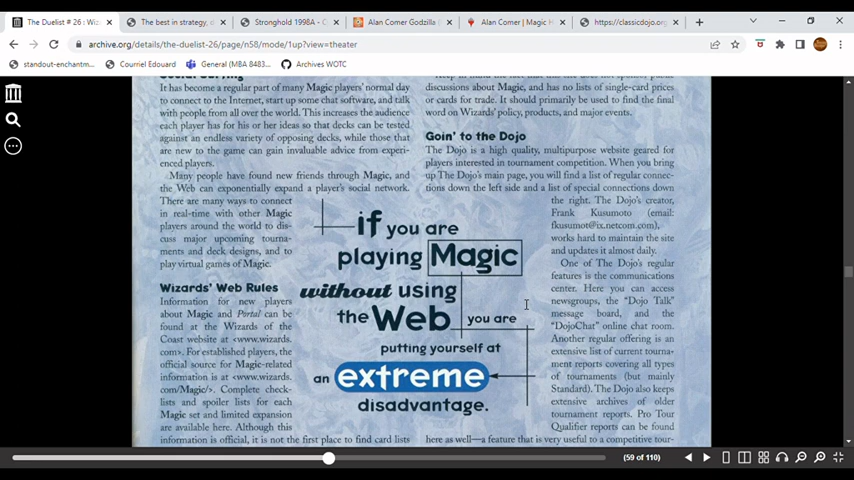 The Duelist # 26 : Wiz
The best in strategy, d
Stronghold 1998A - C
Alan Comer Godzilla
Alan Comer | Magic H
https://classicdojo.org
archive.org/details/the-duelist-26/page/n58/mode/1up?view=theater
standout-enchantm...
Courriel Edouard
General (MBA 8483...
Archives WOTC
It has become a regular part of many Magic players' normal day
to connect to the Internet, start up some chat software, and talk
with people from all over the world. This increases the audience
each player has for his or her ideas so that decks can be tested
against an endless variety of opposing decks, while those that
are new to the game can gain invaluable advice from experi-
enced players.
Many people have found new friends through Magic, and
the Web can exponentially expand a player's social network.
There are many ways to connect
in real-time with other Magic
players around the world to dis-
cuss major upcoming tourna-
ments and deck designs, and to
play virtual games of Magic.
Wizards' Web Rules
Information for new players
about Magic and Portal can be
found at the Wizards of the
Coast website at <www.wizards.
com>. For established players, the
official source for Magic-related
information is at <www.wizards.
com/Magic/>. Complete check-
lists and spoiler lists for each
Magic set and limited expansion
are available here. Although this
information is official, it is not the first place to find card lists
if you are
playing Magic
without using
the Web you are
putting yourself at
an extreme
disadvantage.
discussions about Magic, and has no lists of single-card prices
or cards for trade. It should primarily be used to find the final
word on Wizards' policy, products, and major events.
Goin' to the Dojo
The Dojo is a high quality, multipurpose website geared for
players interested in tournament competition. When you bring
up The Dojo's main page, you will find a list of regular connec-
tions down the left side and a list of special connections down
the right. The Dojo's creator,
Frank Kusumoto (email:
fkusumot@ix.netcom.com),
works hard to maintain the site
and updates it almost daily.
One of The Dojo's regular
features is the communications
center. Here you can access
newsgroups, the "Dojo Talk"
message board, and the
"DojoChat" online chat room.
Another regular offering is an
extensive list of current tourna-
ment reports covering all types
of tournaments (but mainly
Standard). The Dojo also keeps
extensive archives of older
tournament reports. Pro Tour
Qualifier reports can be found
here as well—a feature that is very useful to a competitive tour-
(59 of 110)